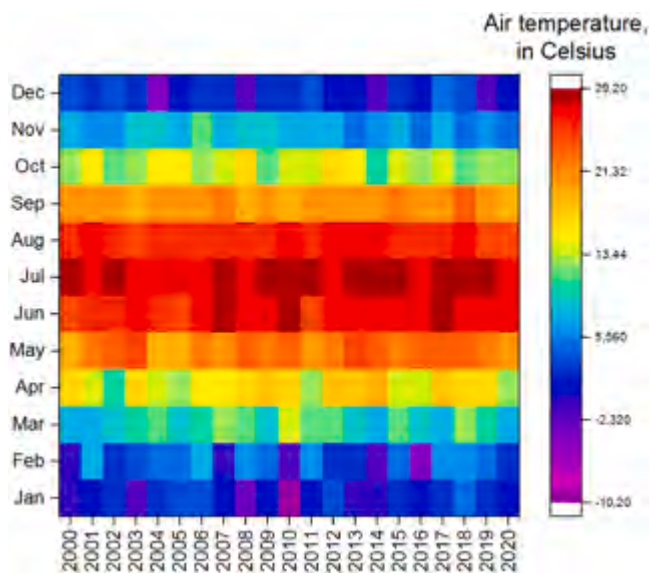 Air temperature,
in Celsius
Dec
Nov
Oct
Sep
Aug
Jul
Jun
May
Apr
Mar
Feb
Jan
29,20
21,32
13,44
5,560
-2,320
-10,20
2000
2001
2002
2003
2004
2005
2006
2007
2008
2009
2010
2011
2012
2013
2014
2015
2016
2017
2018
2019
2020